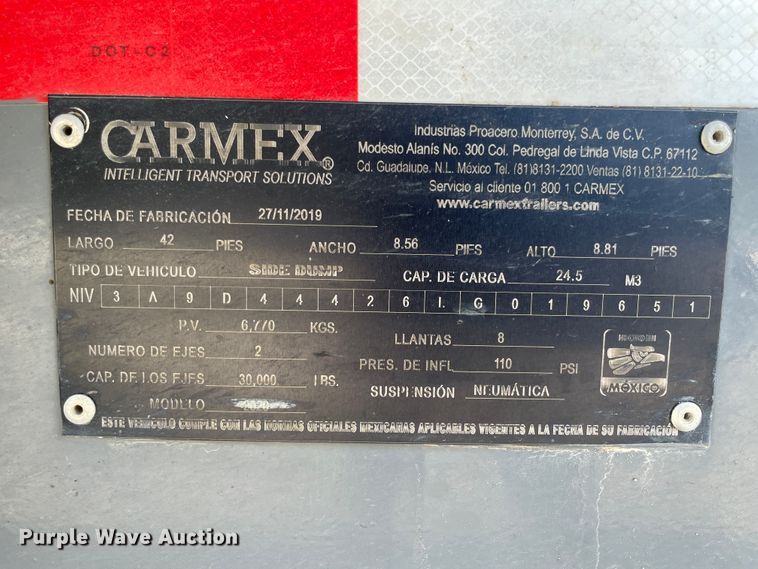 DOT-C2
CARMEX®
INTELLIGENT TRANSPORT SOLUTIONS
Industrias Proacero Monterrey, S.A. de C.V.
Modesto Alanís No. 300 Col. Pedregal de Linda Vista C.P. 67112
Cd. Guadalupe. N.L. México Tel. (81)8131-2200 Ventas (81) 8131-22-10
Servicio al cliente 01 800 1 CARMEX
www.carmextrailers.com
FECHA DE FABRICACIÓN 27/11/2019
LARGO 42 PIES ANCHO 8.56 PIES ALTO 8.81 PIES
TIPO DE VEHICULO SIDE DUMP CAP. DE CARGA 24.5 M3
NIV 3 A 9 D 4 4 4 2 6 L G 0 1 9 6 5 1
P.V. 6,770 KGS. LLANTAS 8
NUMERO DE EJES 2 PRES. DE INFL 110 PSI
CAP. DE LOS EJES 30,000 LBS. SUSPENSIÓN NEUMÁTICA
MODELO
HECHO EN
MÉXICO
ESTE VEHICULO CUMPLE CON LAS NORMAS OFICIALES MEXICANAS APLICABLES VIGENTES A LA FECHA DE SU FABRICACIÓN
Purple Wave Auction